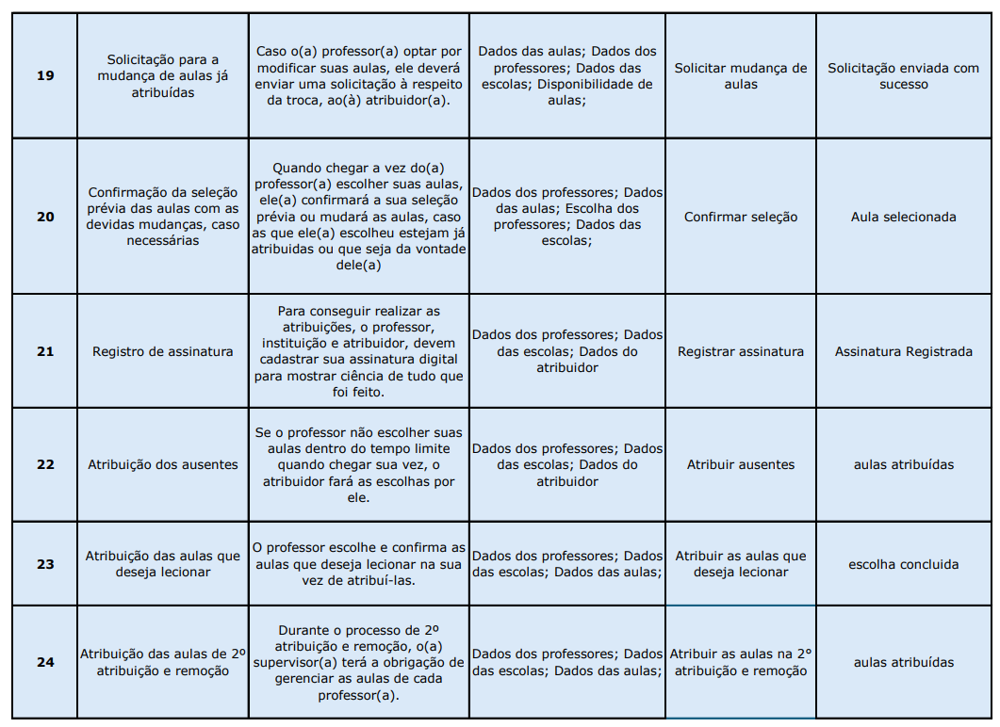 19
Solicitação para a
mudança de aulas já
atribuídas
Caso o(a) professor(a) optar por
modificar suas aulas, ele deverá
enviar uma solicitação à respeito
da troca, ao(à) atribuidor(a).
Dados das aulas; Dados dos
professores; Dados das
escolas; Disponibilidade de
aulas;
Solicitar mudança de
aulas
Solicitação enviada com
sucesso
20
Confirmação da seleção
prévia das aulas com as
devidas mudanças, caso
necessárias
Quando chegar a vez do(a)
professor(a) escolher suas aulas,
ele(a) confirmará a sua seleção
prévia ou mudará as aulas, caso
as que ele(a) escolheu estejam já
atribuidas ou que seja da vontade
dele(a)
Dados dos professores; Dados
das aulas; Escolha dos
professores; Dados das
escolas;
Confirmar seleção
Aula selecionada
21
Registro de assinatura
Para conseguir realizar as
atribuições, o professor,
instituição e atribuidor, devem
cadastrar sua assinatura digital
para mostrar ciência de tudo que
foi feito.
Dados dos professores; Dados
das escolas; Dados do
atribuidor
Registrar assinatura
Assinatura Registrada
22
Atribuição dos ausentes
Se o professor não escolher suas
aulas dentro do tempo limite
quando chegar sua vez, o
atribuidor fará as escolhas por
ele.
Dados dos professores; Dados
das escolas; Dados do
atribuidor
Atribuir ausentes
aulas atribuídas
23
Atribuição das aulas que
deseja lecionar
O professor escolhe e confirma as
aulas que deseja lecionar na sua
vez de atribuí-las.
Dados dos professores; Dados
das escolas; Dados das aulas;
Atribuir as aulas que
deseja lecionar
escolha concluida
24
Atribuição das aulas de 2º
atribuição e remoção
Durante o processo de 2º
atribuição e remoção, o(a)
supervisor(a) terá a obrigação de
gerenciar as aulas de cada
professor(a).
Dados dos professores; Dados
das escolas; Dados das aulas;
Atribuir as aulas na 2°
atribuição e remoção
aulas atribuídas